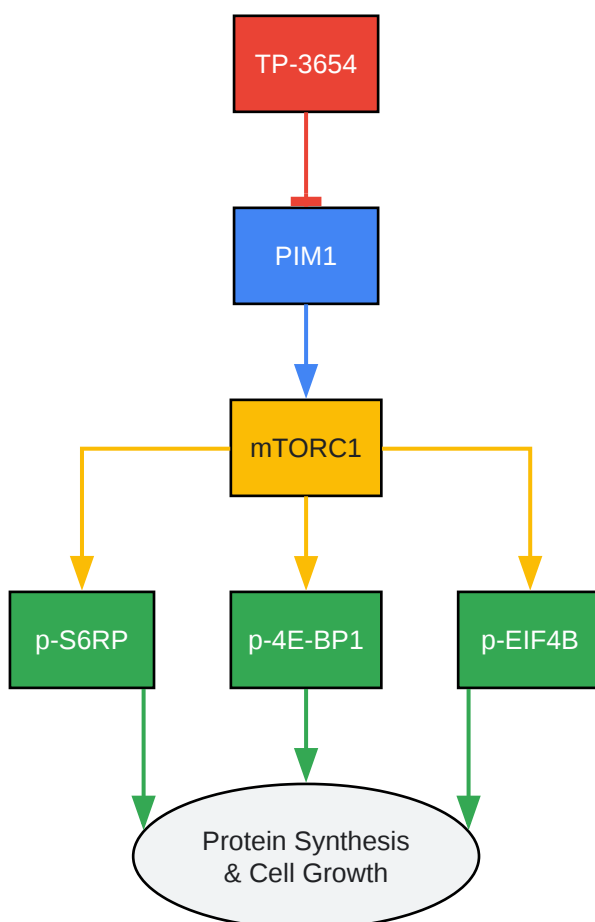 TP-3654
PIM1
mTORC1
p-S6RP
p-4E-BP1
p-EIF4B
Protein Synthesis
& Cell Growth